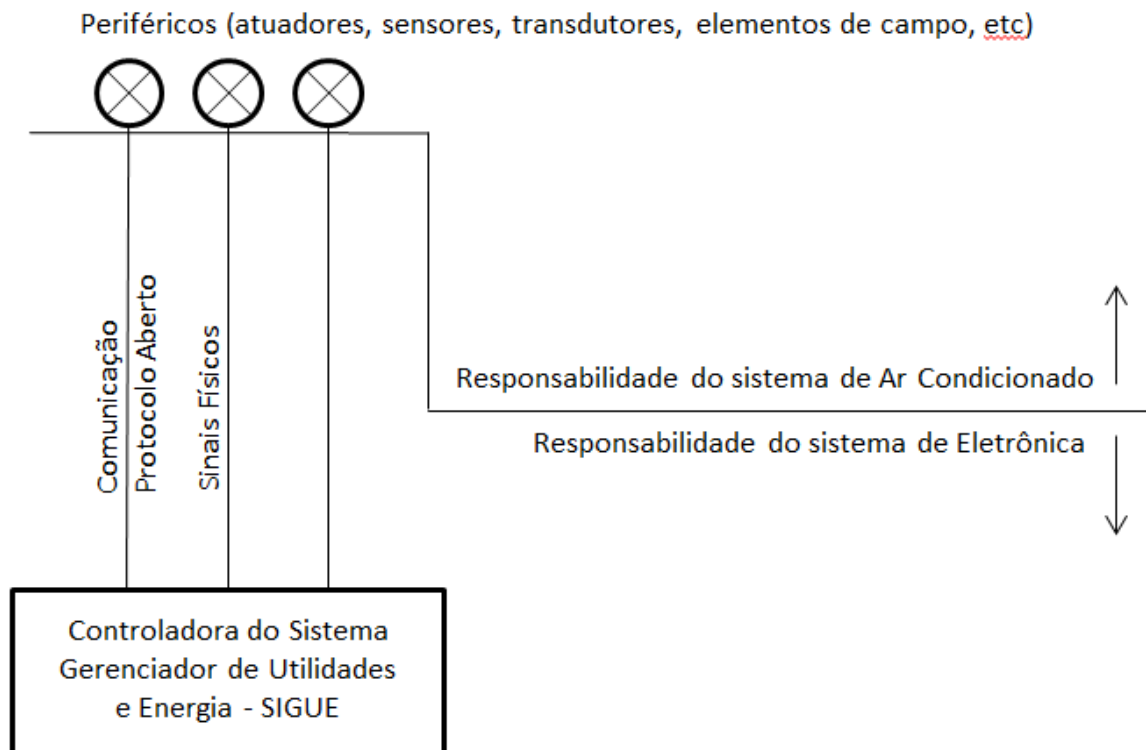 Periféricos (atuadores, sensores, transdutores, elementos de campo, etc)
Comunicação
Protocolo Aberto
Sinais Físicos
Responsabilidade do sistema de Ar Condicionado
Responsabilidade do sistema de Eletrônica
Controladora do Sistema
Gerenciador de Utilidades
e Energia - SIGUE